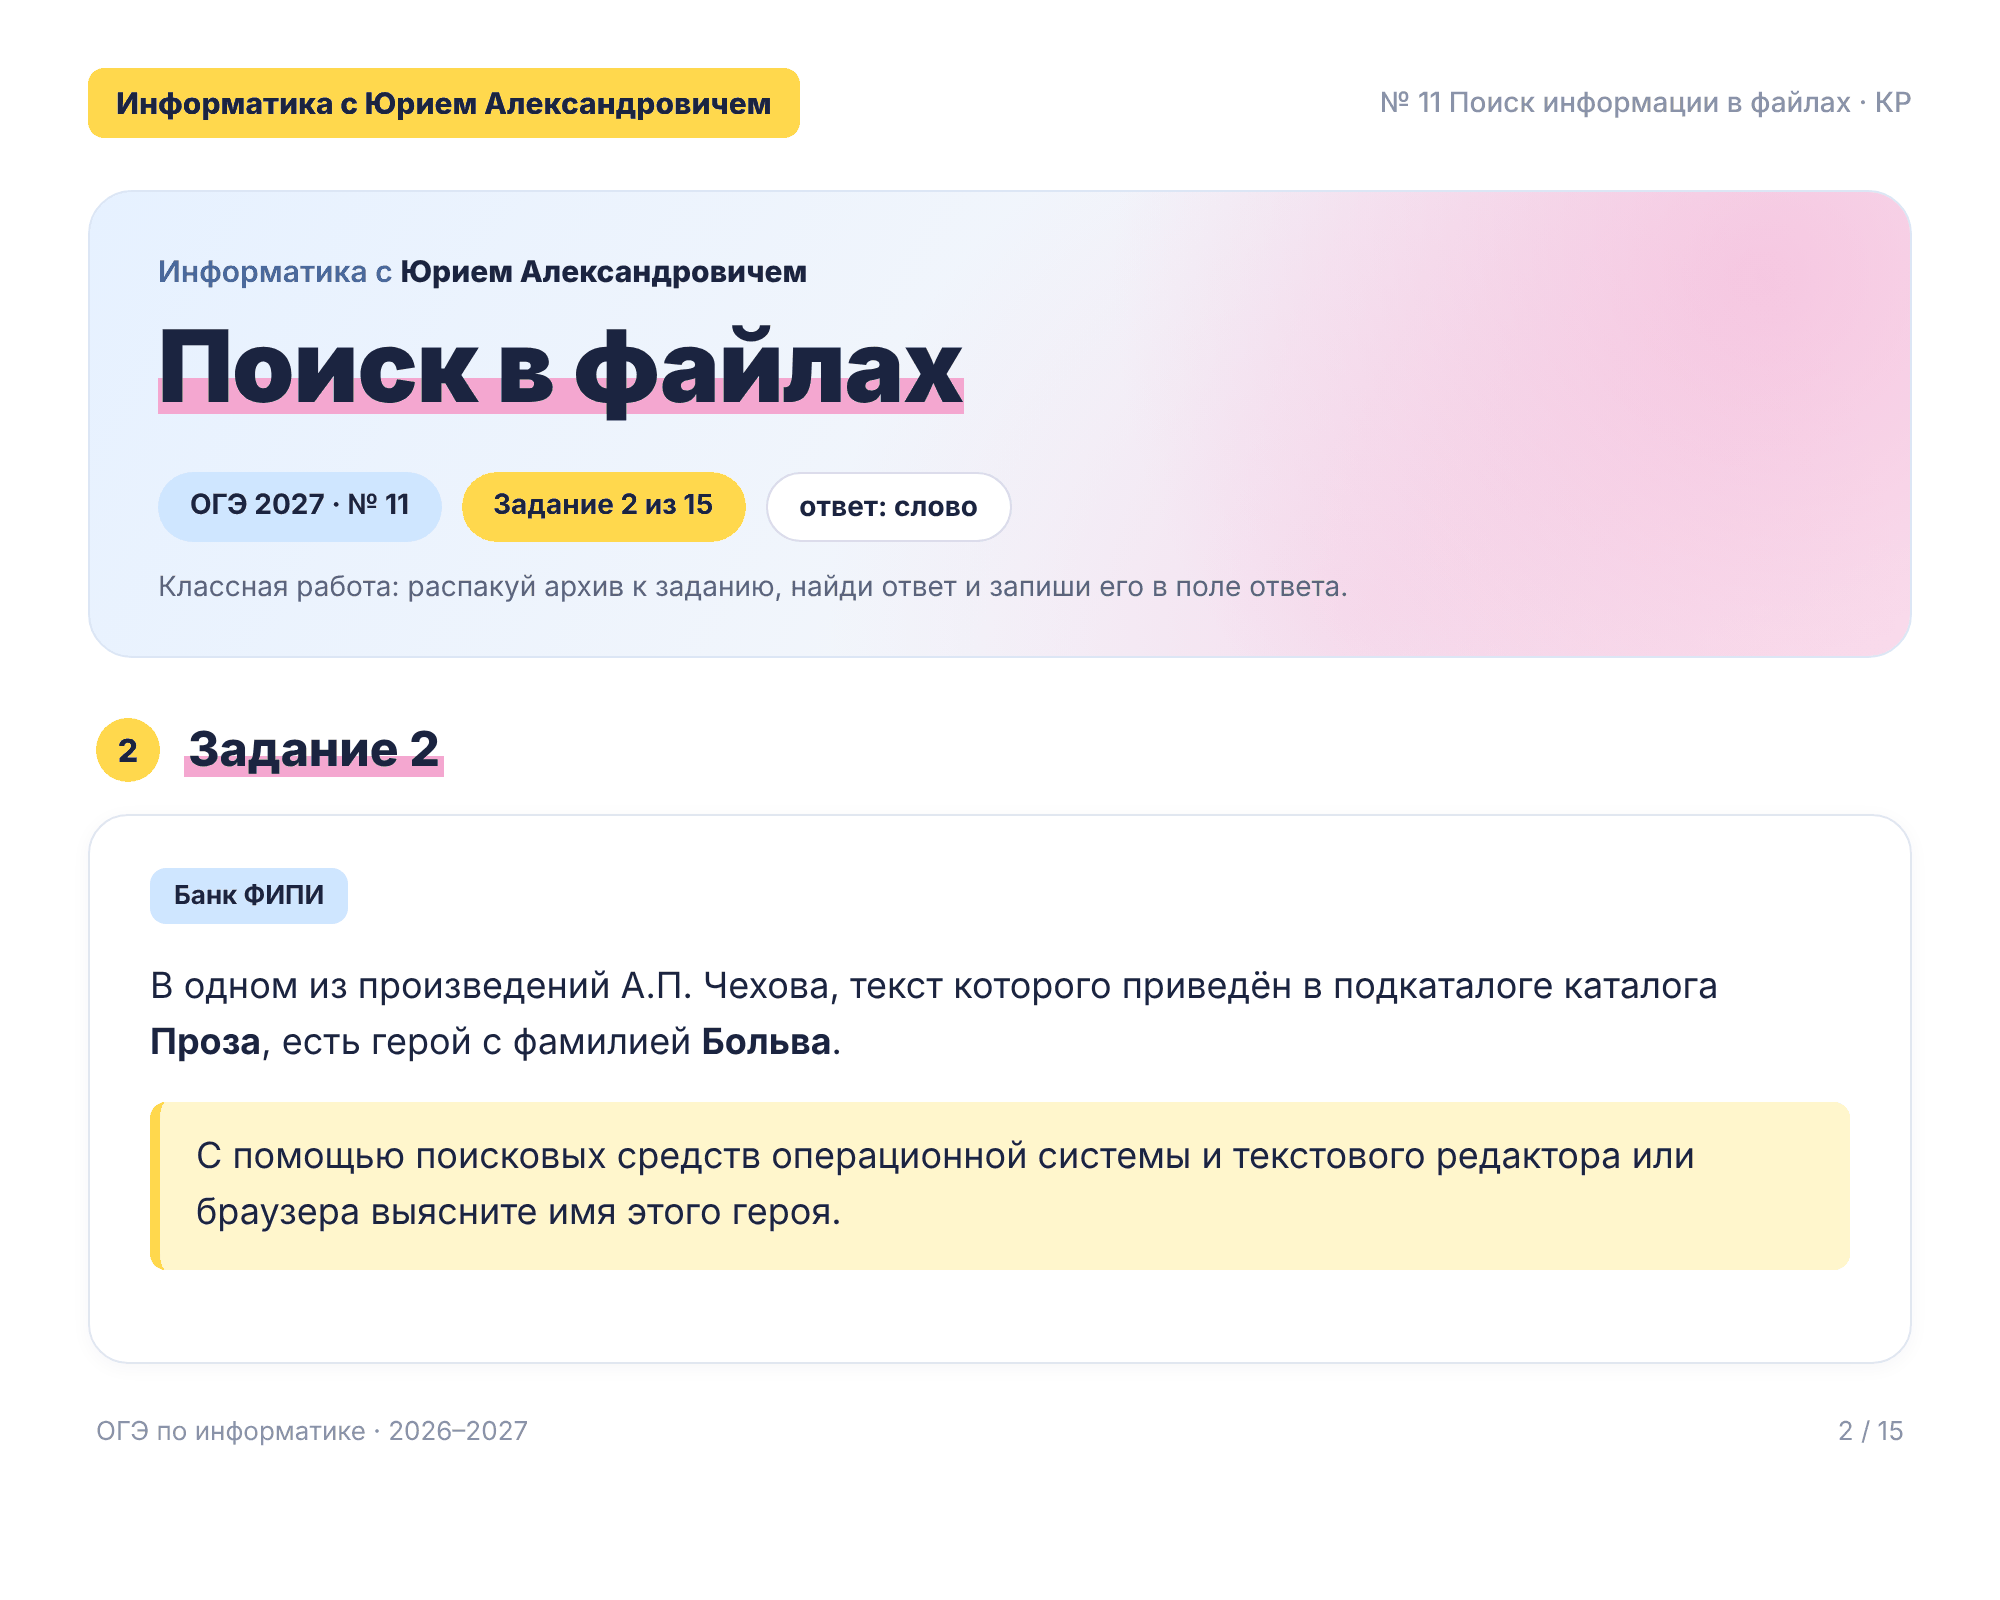 Информатика с Юрием Александровичем
№ 11 Поиск информации в файлах · КР
Информатика с Юрием Александровичем
Поиск в файлах
ОГЭ 2027 · № 11
Задание 2 из 15
ответ: слово
Классная работа: распакуй архив к заданию, найди ответ и запиши его в поле ответа.
2
Задание 2
Банк ФИПИ
В одном из произведений А.П. Чехова, текст которого приведён в подкаталоге каталога
Проза, есть герой с фамилией Больва.
С помощью поисковых средств операционной системы и текстового редактора или
браузера выясните имя этого героя.
ОГЭ по информатике · 2026–2027
2 / 15